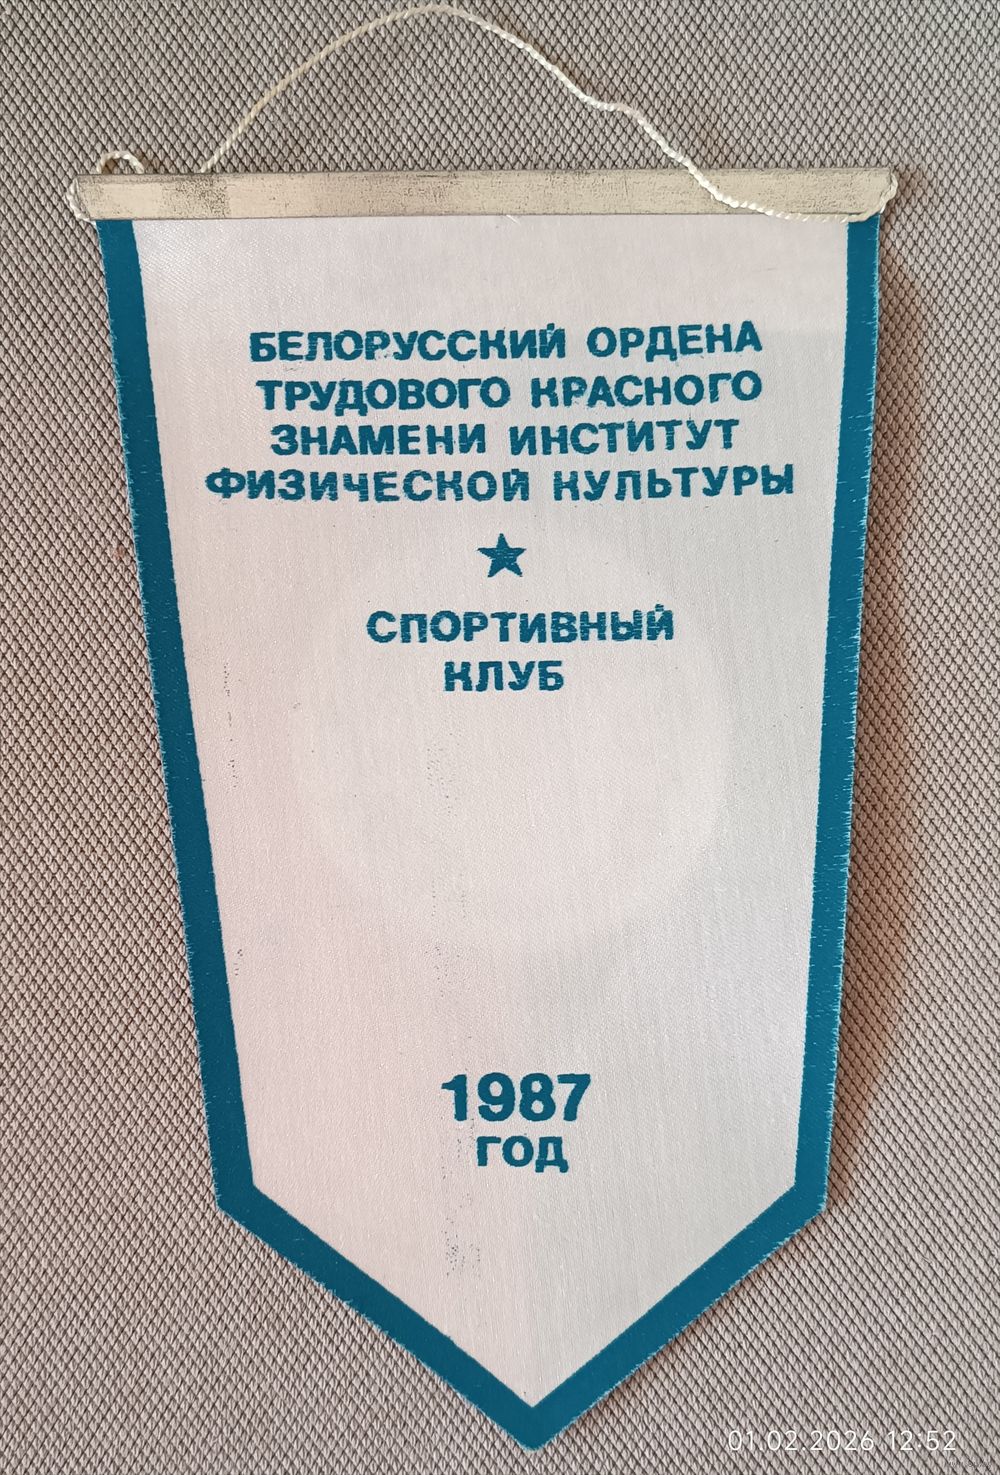 БЕЛОРУССКИЙ ОРДЕНА
ТРУДОВОГО КРАСНОГО
ЗНАМЕНИ ИНСТИТУТ
ФИЗИЧЕСКОЙ КУЛЬТУРЫ
СПОРТИВНЫЙ
КЛУБ
1987
ГОД
01.02.2026 12:52